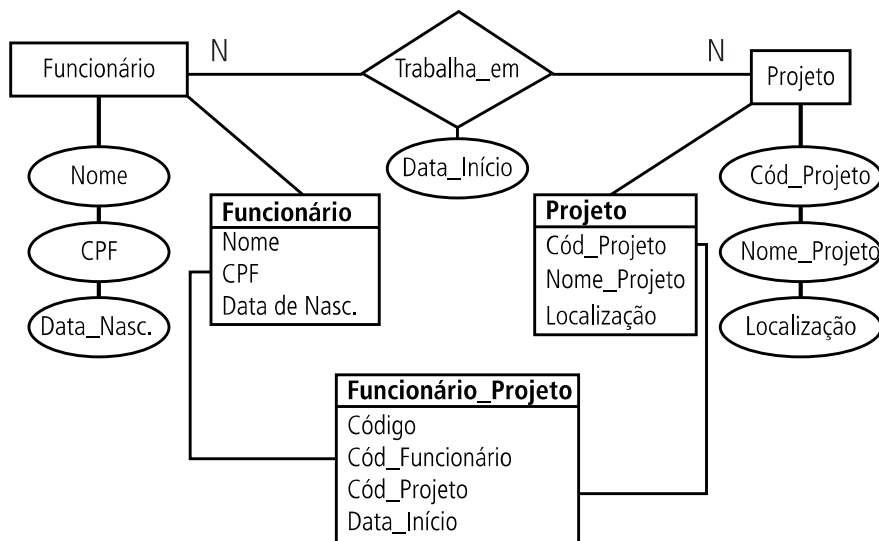 Funcionário
N
Trabalha_em
N
Projeto
Data_Início
Nome
CPF
Data_Nasc.
Cód_Projeto
Nome_Projeto
Localização
Funcionário
Nome
CPF
Data de Nasc.
Projeto
Cód_Projeto
Nome_Projeto
Localização
Funcionário_Projeto
Código
Cód_Funcionário
Cód_Projeto
Data_Início